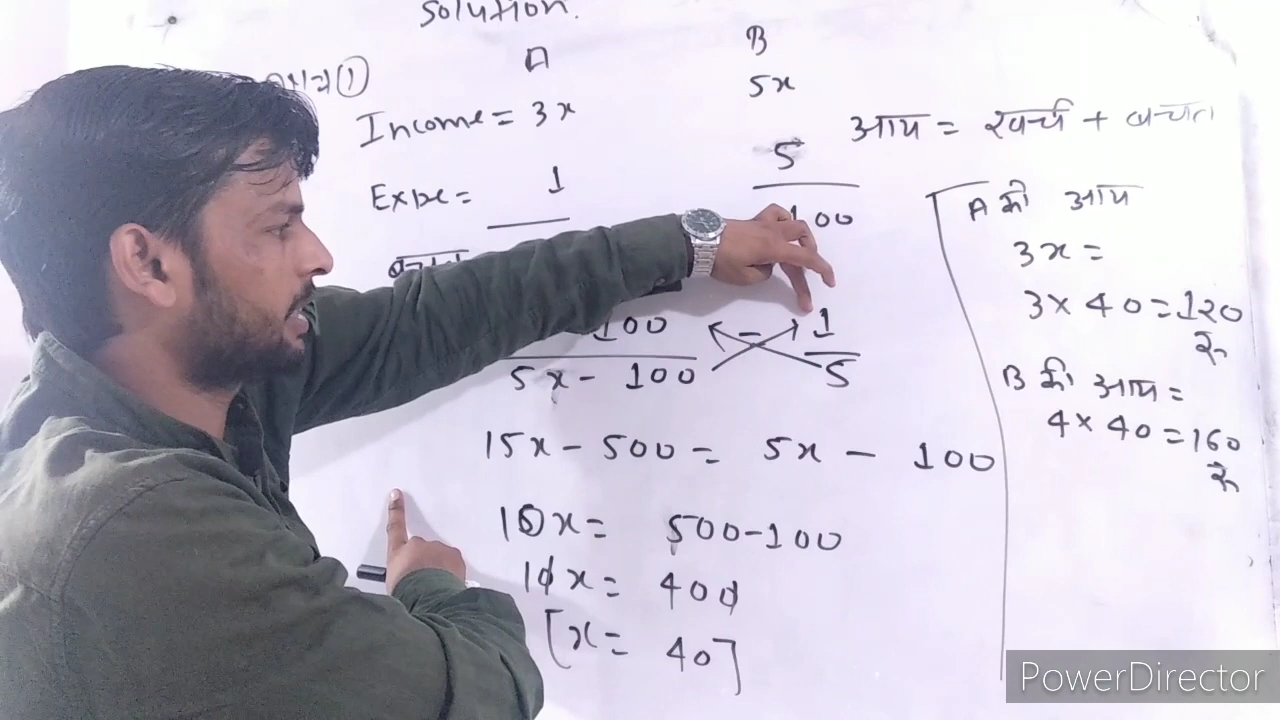 Solution.
A B
Income = 3x 5x
Expx = 1 5
100
100 1
5x - 100 5
15x - 500 = 5x - 100
10x = 500-100
10x = 400
[x = 40]
आय = खर्च + बचत
A की आय
3x =
3 x 40 = 120
रु
B की आय =
4 x 40 = 160
रु
PowerDirector